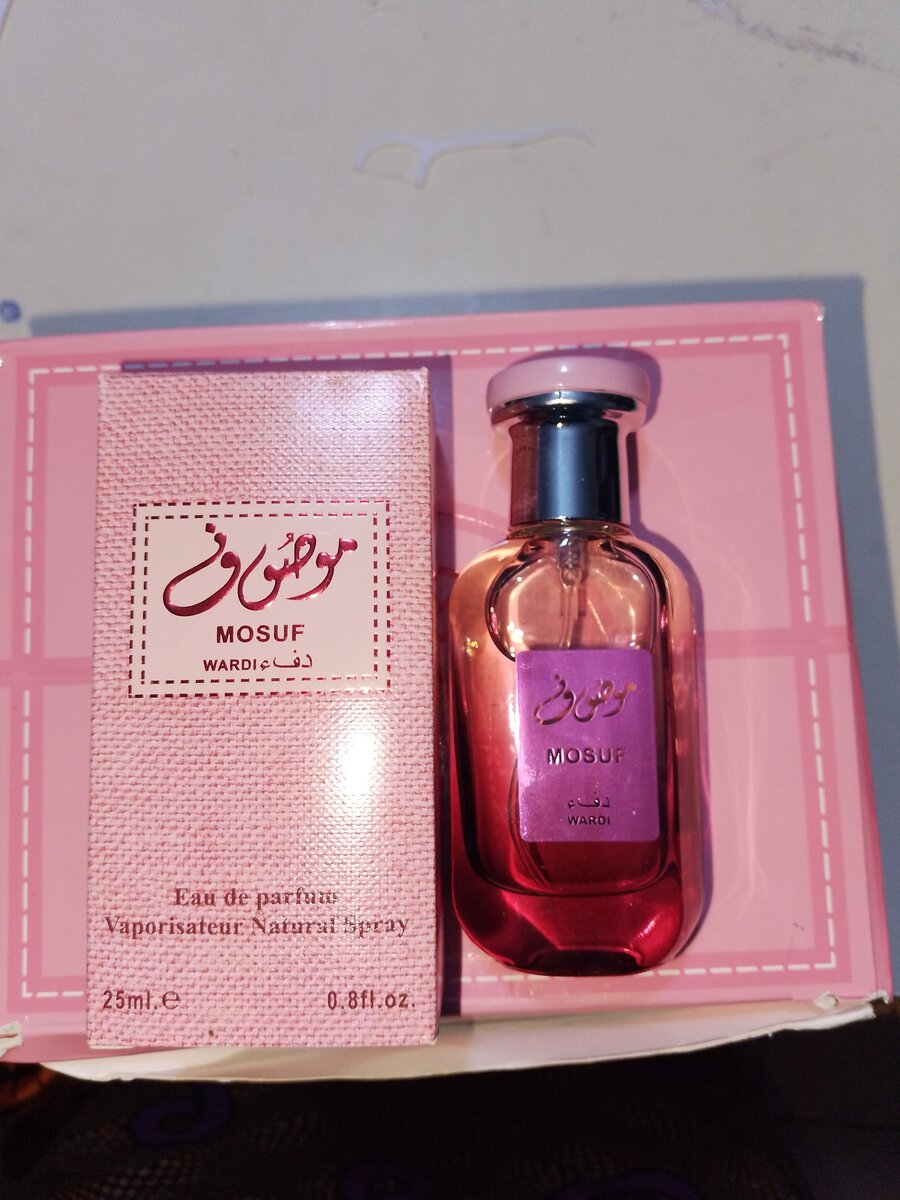 موصوف
MOSUF
WARDI دفء
Eau de parfum
Vaporisateur Natural Spray
25ml.e
0.8fl.oz.
موصوف
MOSUF
دفء
WARDI